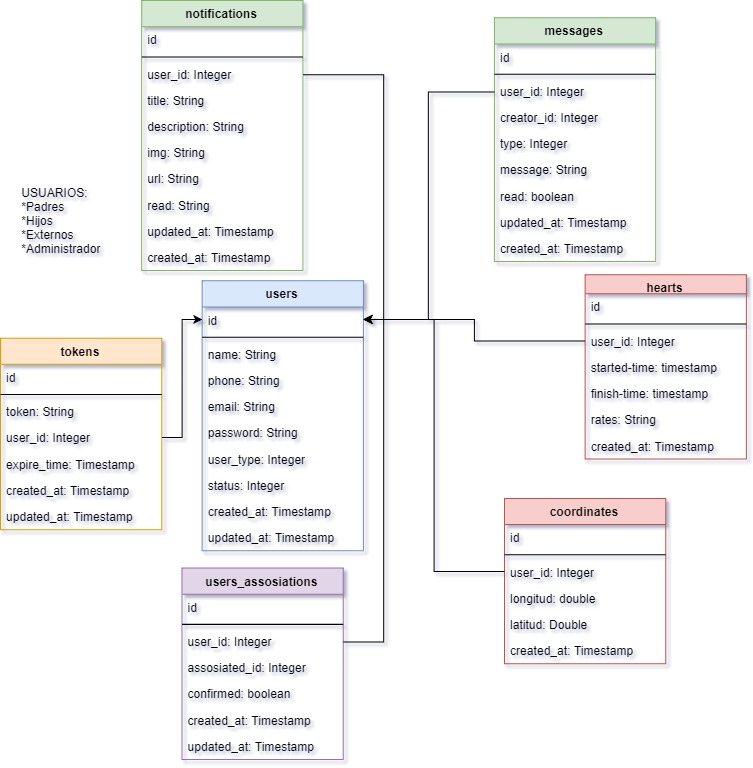 notifications
id
user_id: Integer
title: String
description: String
img: String
url: String
read: String
updated_at: Timestamp
created_at: Timestamp
messages
id
user_id: Integer
creator_id: Integer
type: Integer
message: String
read: boolean
updated_at: Timestamp
created_at: Timestamp
USUARIOS:
*Padres
*Hijos
*Externos
*Administrador
users
id
name: String
phone: String
email: String
password: String
user_type: Integer
status: Integer
created_at: Timestamp
updated_at: Timestamp
hearts
id
user_id: Integer
started-time: timestamp
finish-time: timestamp
rates: String
created_at: Timestamp
tokens
id
token: String
user_id: Integer
expire_time: Timestamp
created_at: Timestamp
updated_at: Timestamp
coordinates
id
user_id: Integer
longitud: double
latitud: Double
created_at: Timestamp
users_assosiations
id
user_id: Integer
assosiated_id: Integer
confirmed: boolean
created_at: Timestamp
updated_at: Timestamp